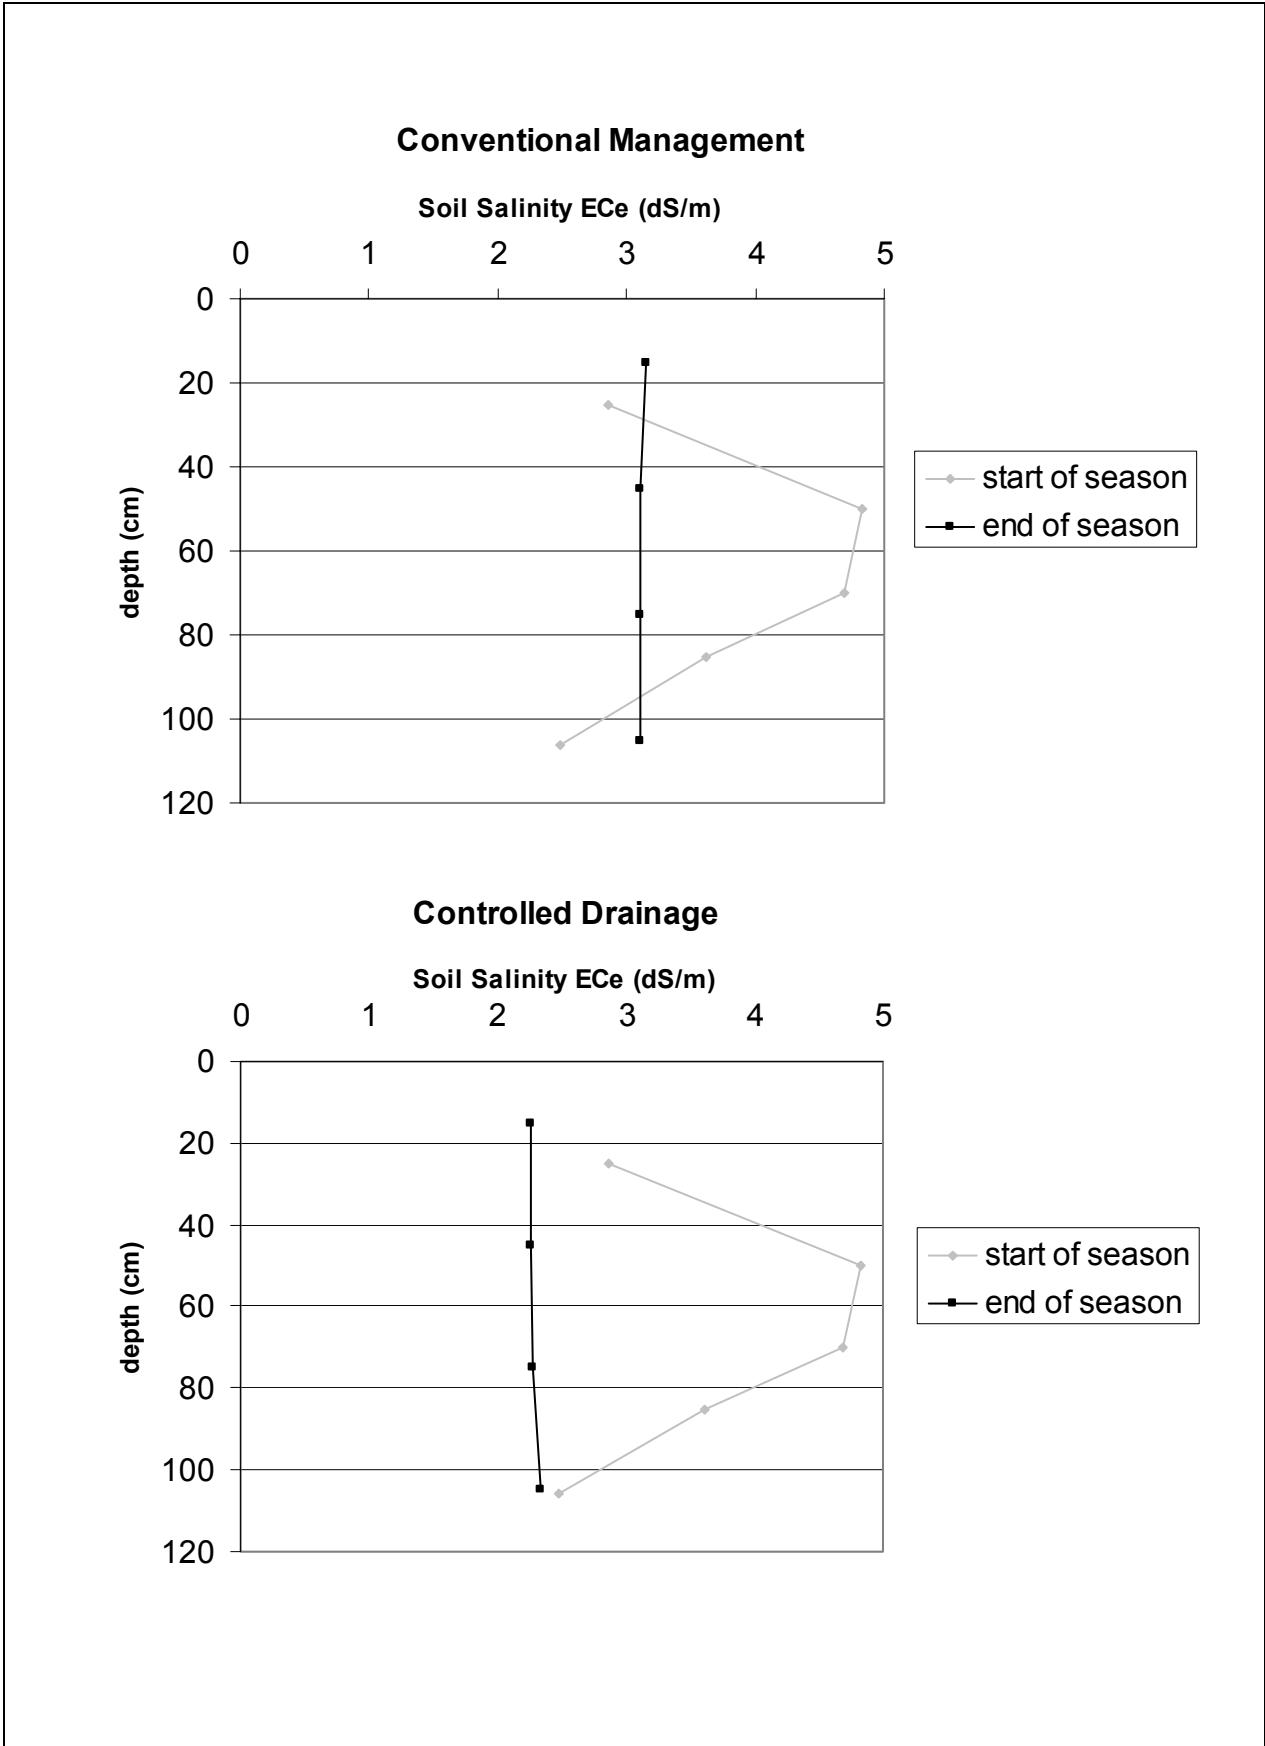 Conventional Management
Soil Salinity ECe (dS/m)
0 1 2 3 4 5
0
20
40
60
80
100
120
depth (cm)
start of season
end of season
Controlled Drainage
Soil Salinity ECe (dS/m)
0 1 2 3 4 5
0
20
40
60
80
100
120
depth (cm)
start of season
end of season